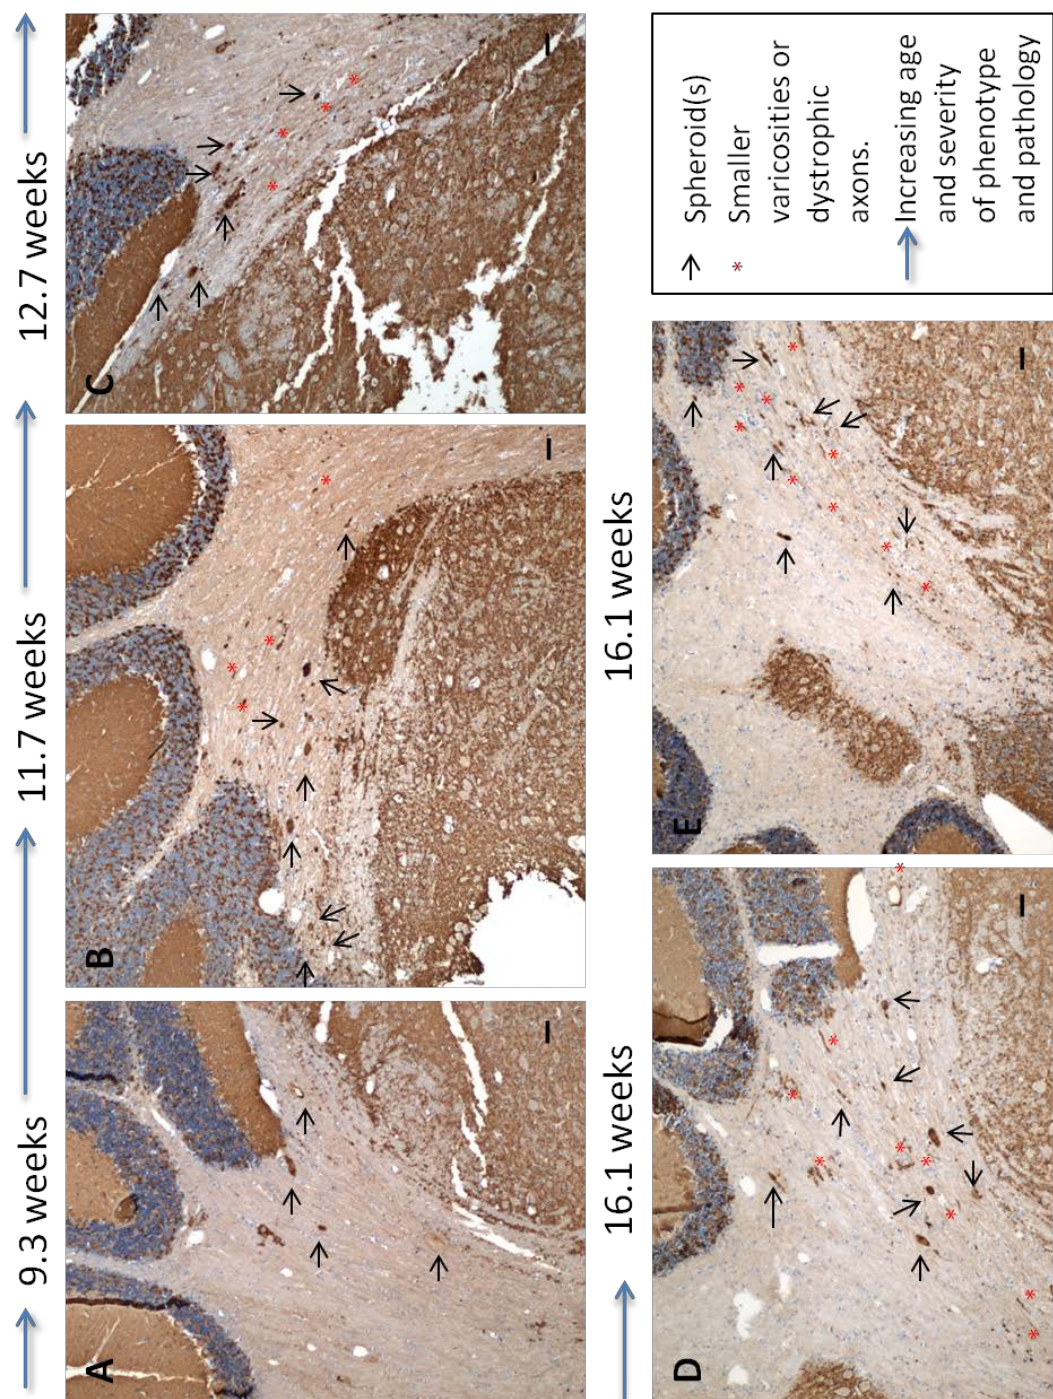 9.3 weeks
11.7 weeks
12.7 weeks
A
B
C
16.1 weeks
16.1 weeks
D
E
Spheroid(s)
* Smaller
varicosities or
dystrophic
axons.
Increasing age
and severity
of phenotype
and pathology